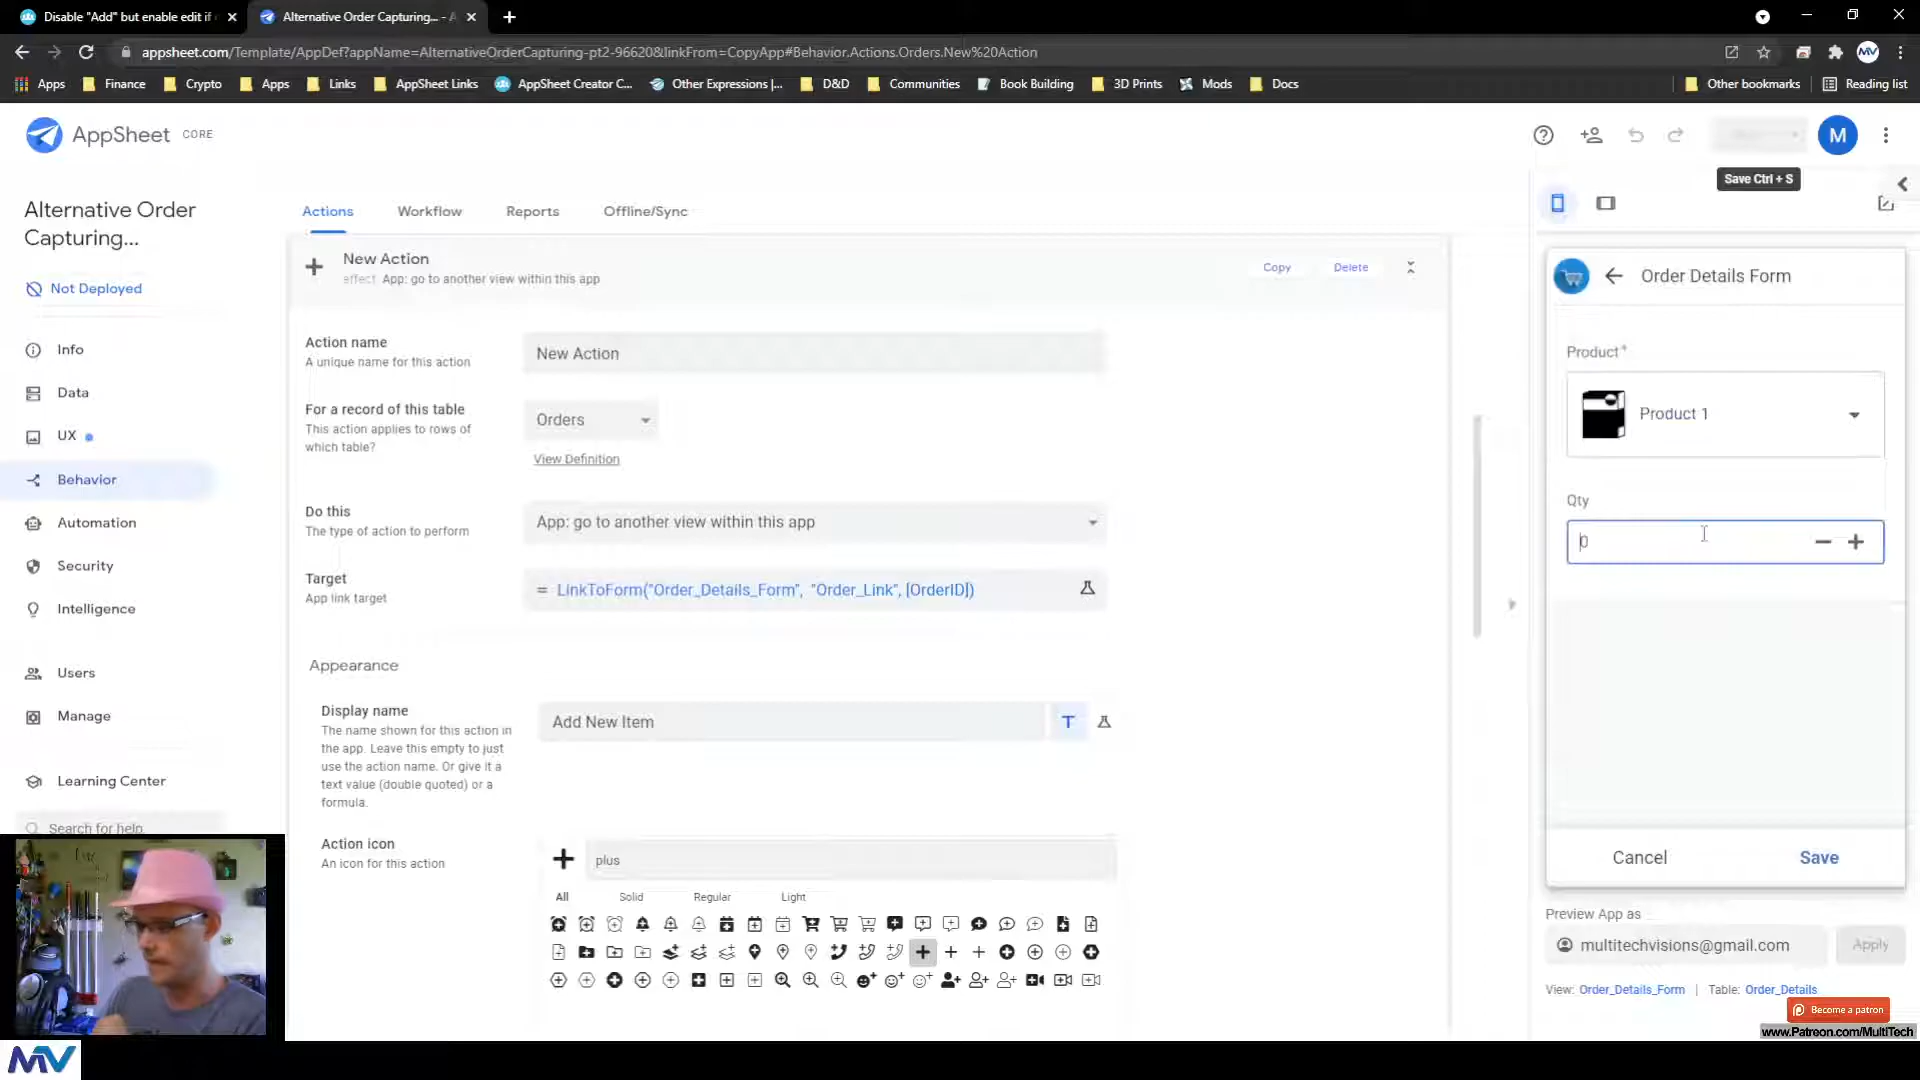 Disable "Add" but enable edit if
Alternative Order Capturing... - A
appsheet.com/Template/AppDef?appName=AlternativeOrderCapturing-pt2-96620&linkFrom=CopyApp#Behavior.Actions.Orders.New%20Action
MV
Apps Finance Crypto Apps Links AppSheet Links AppSheet Creator C... Other Expressions |... D&D Communities Book Building 3D Prints Mods Docs Other bookmarks Reading list
AppSheet CORE
M
Save Ctrl + S
Alternative Order
Capturing...
Not Deployed
Info
Data
UX
Behavior
Automation
Security
Intelligence
Users
Manage
Learning Center
Search for help
Actions Workflow Reports Offline/Sync
New Action
effect App: go to another view within this app
Copy Delete
Action name
A unique name for this action
New Action
For a record of this table
This action applies to rows of
which table?
Orders
View Definition
Do this
The type of action to perform
App: go to another view within this app
Target
App link target
= LinkToForm("Order_Details_Form", "Order_Link", [OrderID])
Appearance
Display name
The name shown for this action in
the app. Leave this empty to just
use the action name. Or give it a
text value (double quoted) or a
formula.
Add New Item
T
Action icon
An icon for this action
plus
All Solid Regular Light
Order Details Form
Product *
Product 1
Qty
0
Cancel Save
Preview App as
multitechvisions@gmail.com
Apply
View: Order_Details_Form | Table: Order_Details
Become a patron
www.Patreon.com/MultiTech
MV